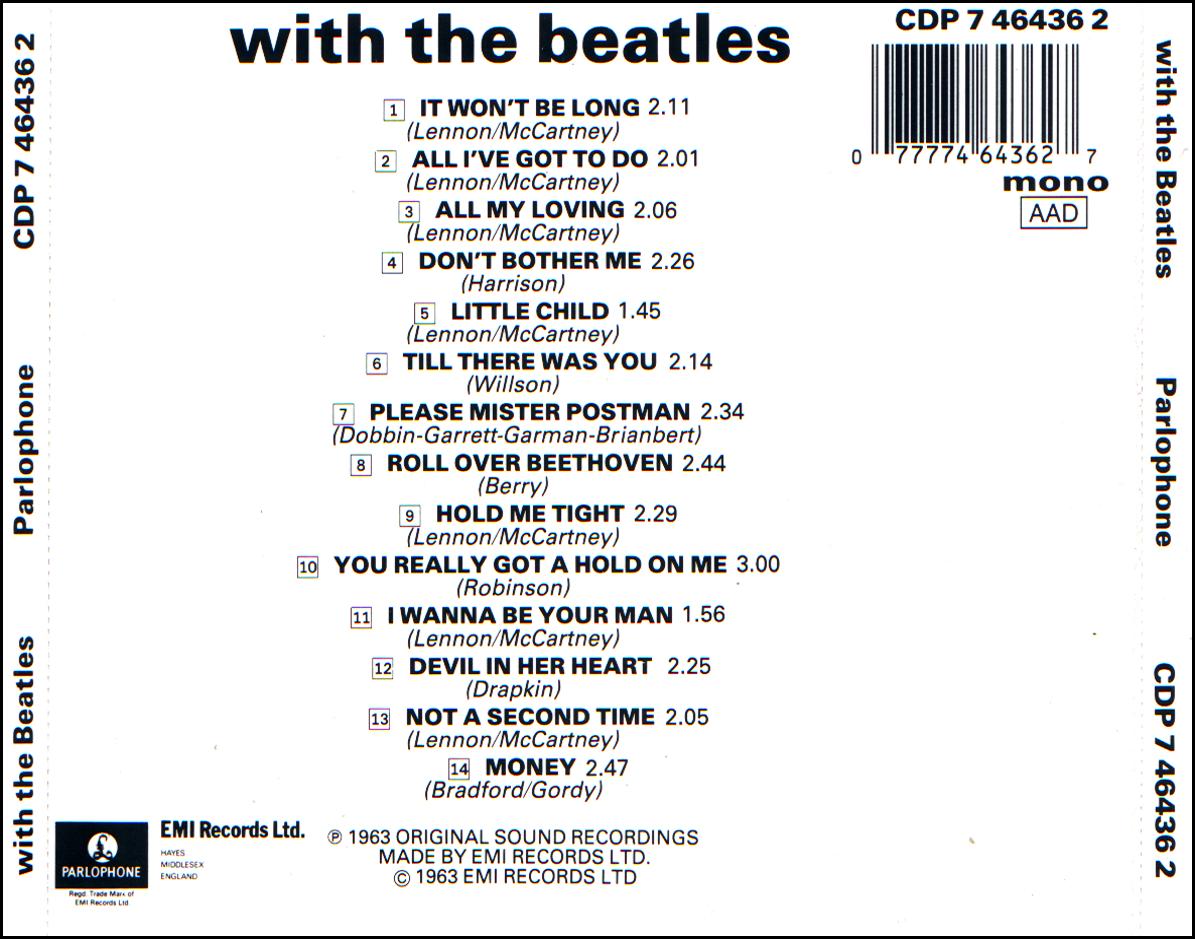 CDP 7 46436 2
Parlophone
with the Beatles
with the beatles
1 IT WON'T BE LONG 2.11
(Lennon/McCartney)
2 ALL I'VE GOT TO DO 2.01
(Lennon/McCartney)
3 ALL MY LOVING 2.06
(Lennon/McCartney)
4 DON'T BOTHER ME 2.26
(Harrison)
5 LITTLE CHILD 1.45
(Lennon/McCartney)
6 TILL THERE WAS YOU 2.14
(Willson)
7 PLEASE MISTER POSTMAN 2.34
(Dobbin-Garrett-Garman-Brianbert)
8 ROLL OVER BEETHOVEN 2.44
(Berry)
9 HOLD ME TIGHT 2.29
(Lennon/McCartney)
10 YOU REALLY GOT A HOLD ON ME 3.00
(Robinson)
11 I WANNA BE YOUR MAN 1.56
(Lennon/McCartney)
12 DEVIL IN HER HEART 2.25
(Drapkin)
13 NOT A SECOND TIME 2.05
(Lennon/McCartney)
14 MONEY 2.47
(Bradford/Gordy)
CDP 7 46436 2
0 77774 64362 7
mono
AAD
£
PARLOPHONE
Regd. Trade Mark of
EMI Records Ltd
EMI Records Ltd.
HAYES
MIDDLESEX
ENGLAND
℗ 1963 ORIGINAL SOUND RECORDINGS
MADE BY EMI RECORDS LTD.
© 1963 EMI RECORDS LTD
with the Beatles
Parlophone
CDP 7 46436 2